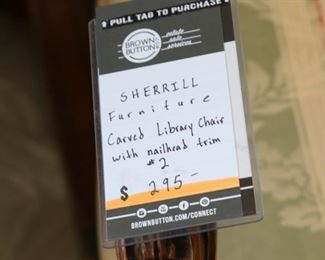 PULL TAB TO PURCHASE
BROWN BUTTON
estate
sale
services
SHERRILL
Furniture
Carved Library Chair
with nailhead trim
#2
$ 295-
BROWNBUTTON.COM/CONNECT